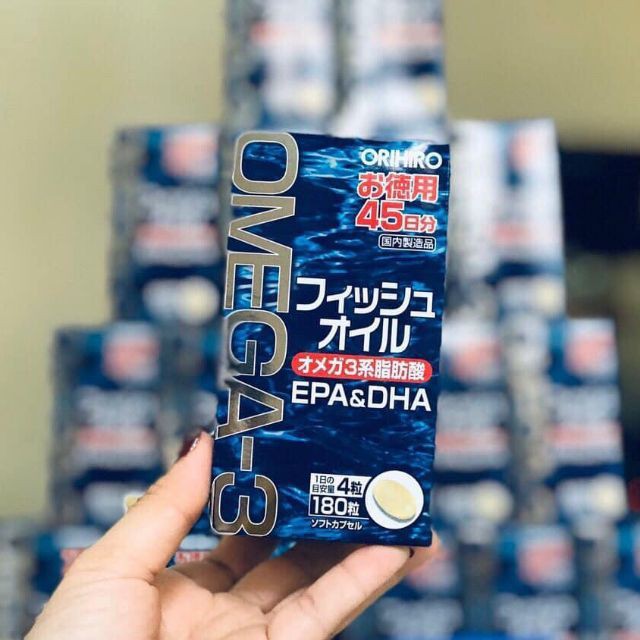 OMEGA-3
ORIHIRO
お徳用
45日分
国内製造品
フィッシュ
オイル
オメガ3系脂肪酸
EPA&DHA
1日の
目安量 4粒
180粒
ソフトカプセル